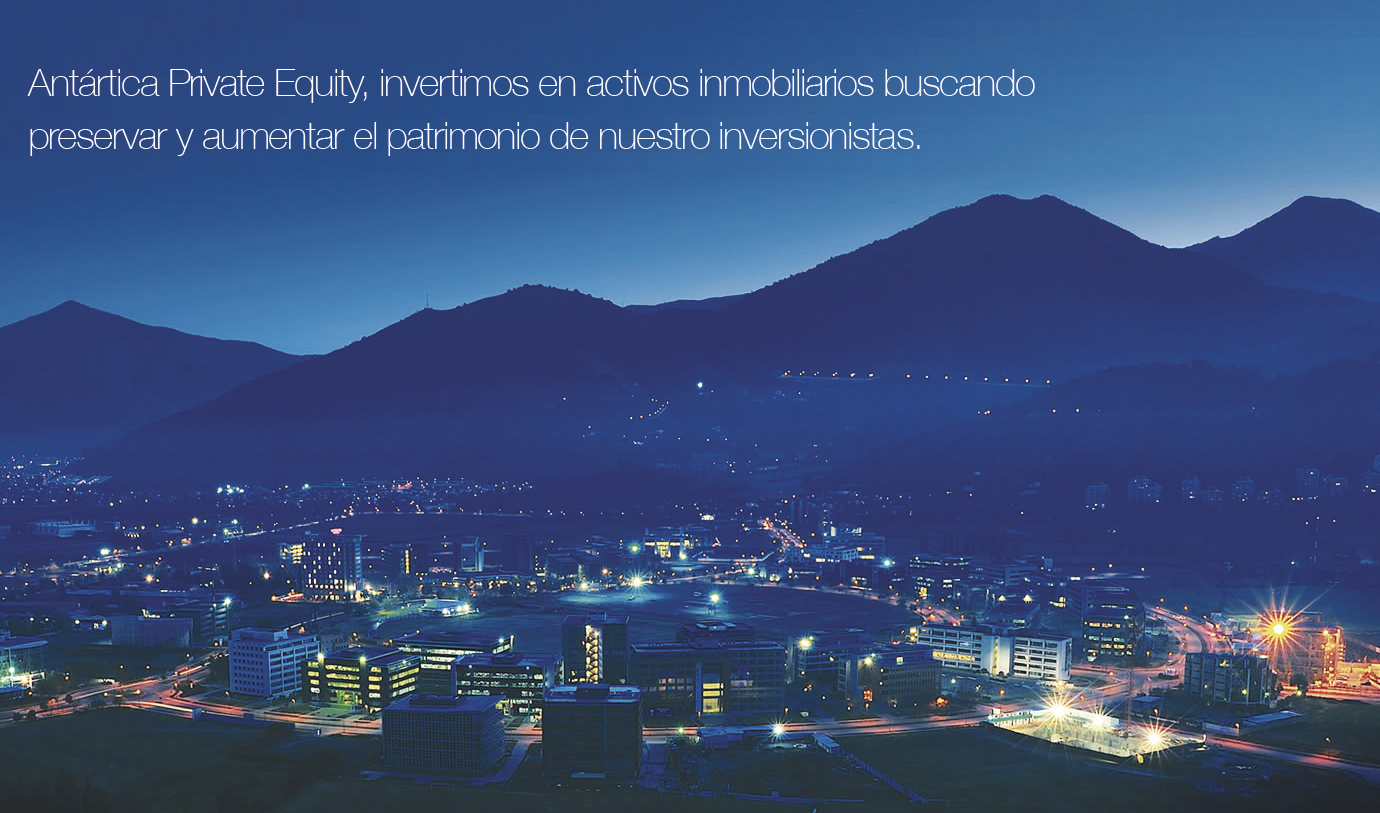 Antártica Private Equity, invertimos en activos inmobiliarios buscando
preservar y aumentar el patrimonio de nuestro inversionistas.